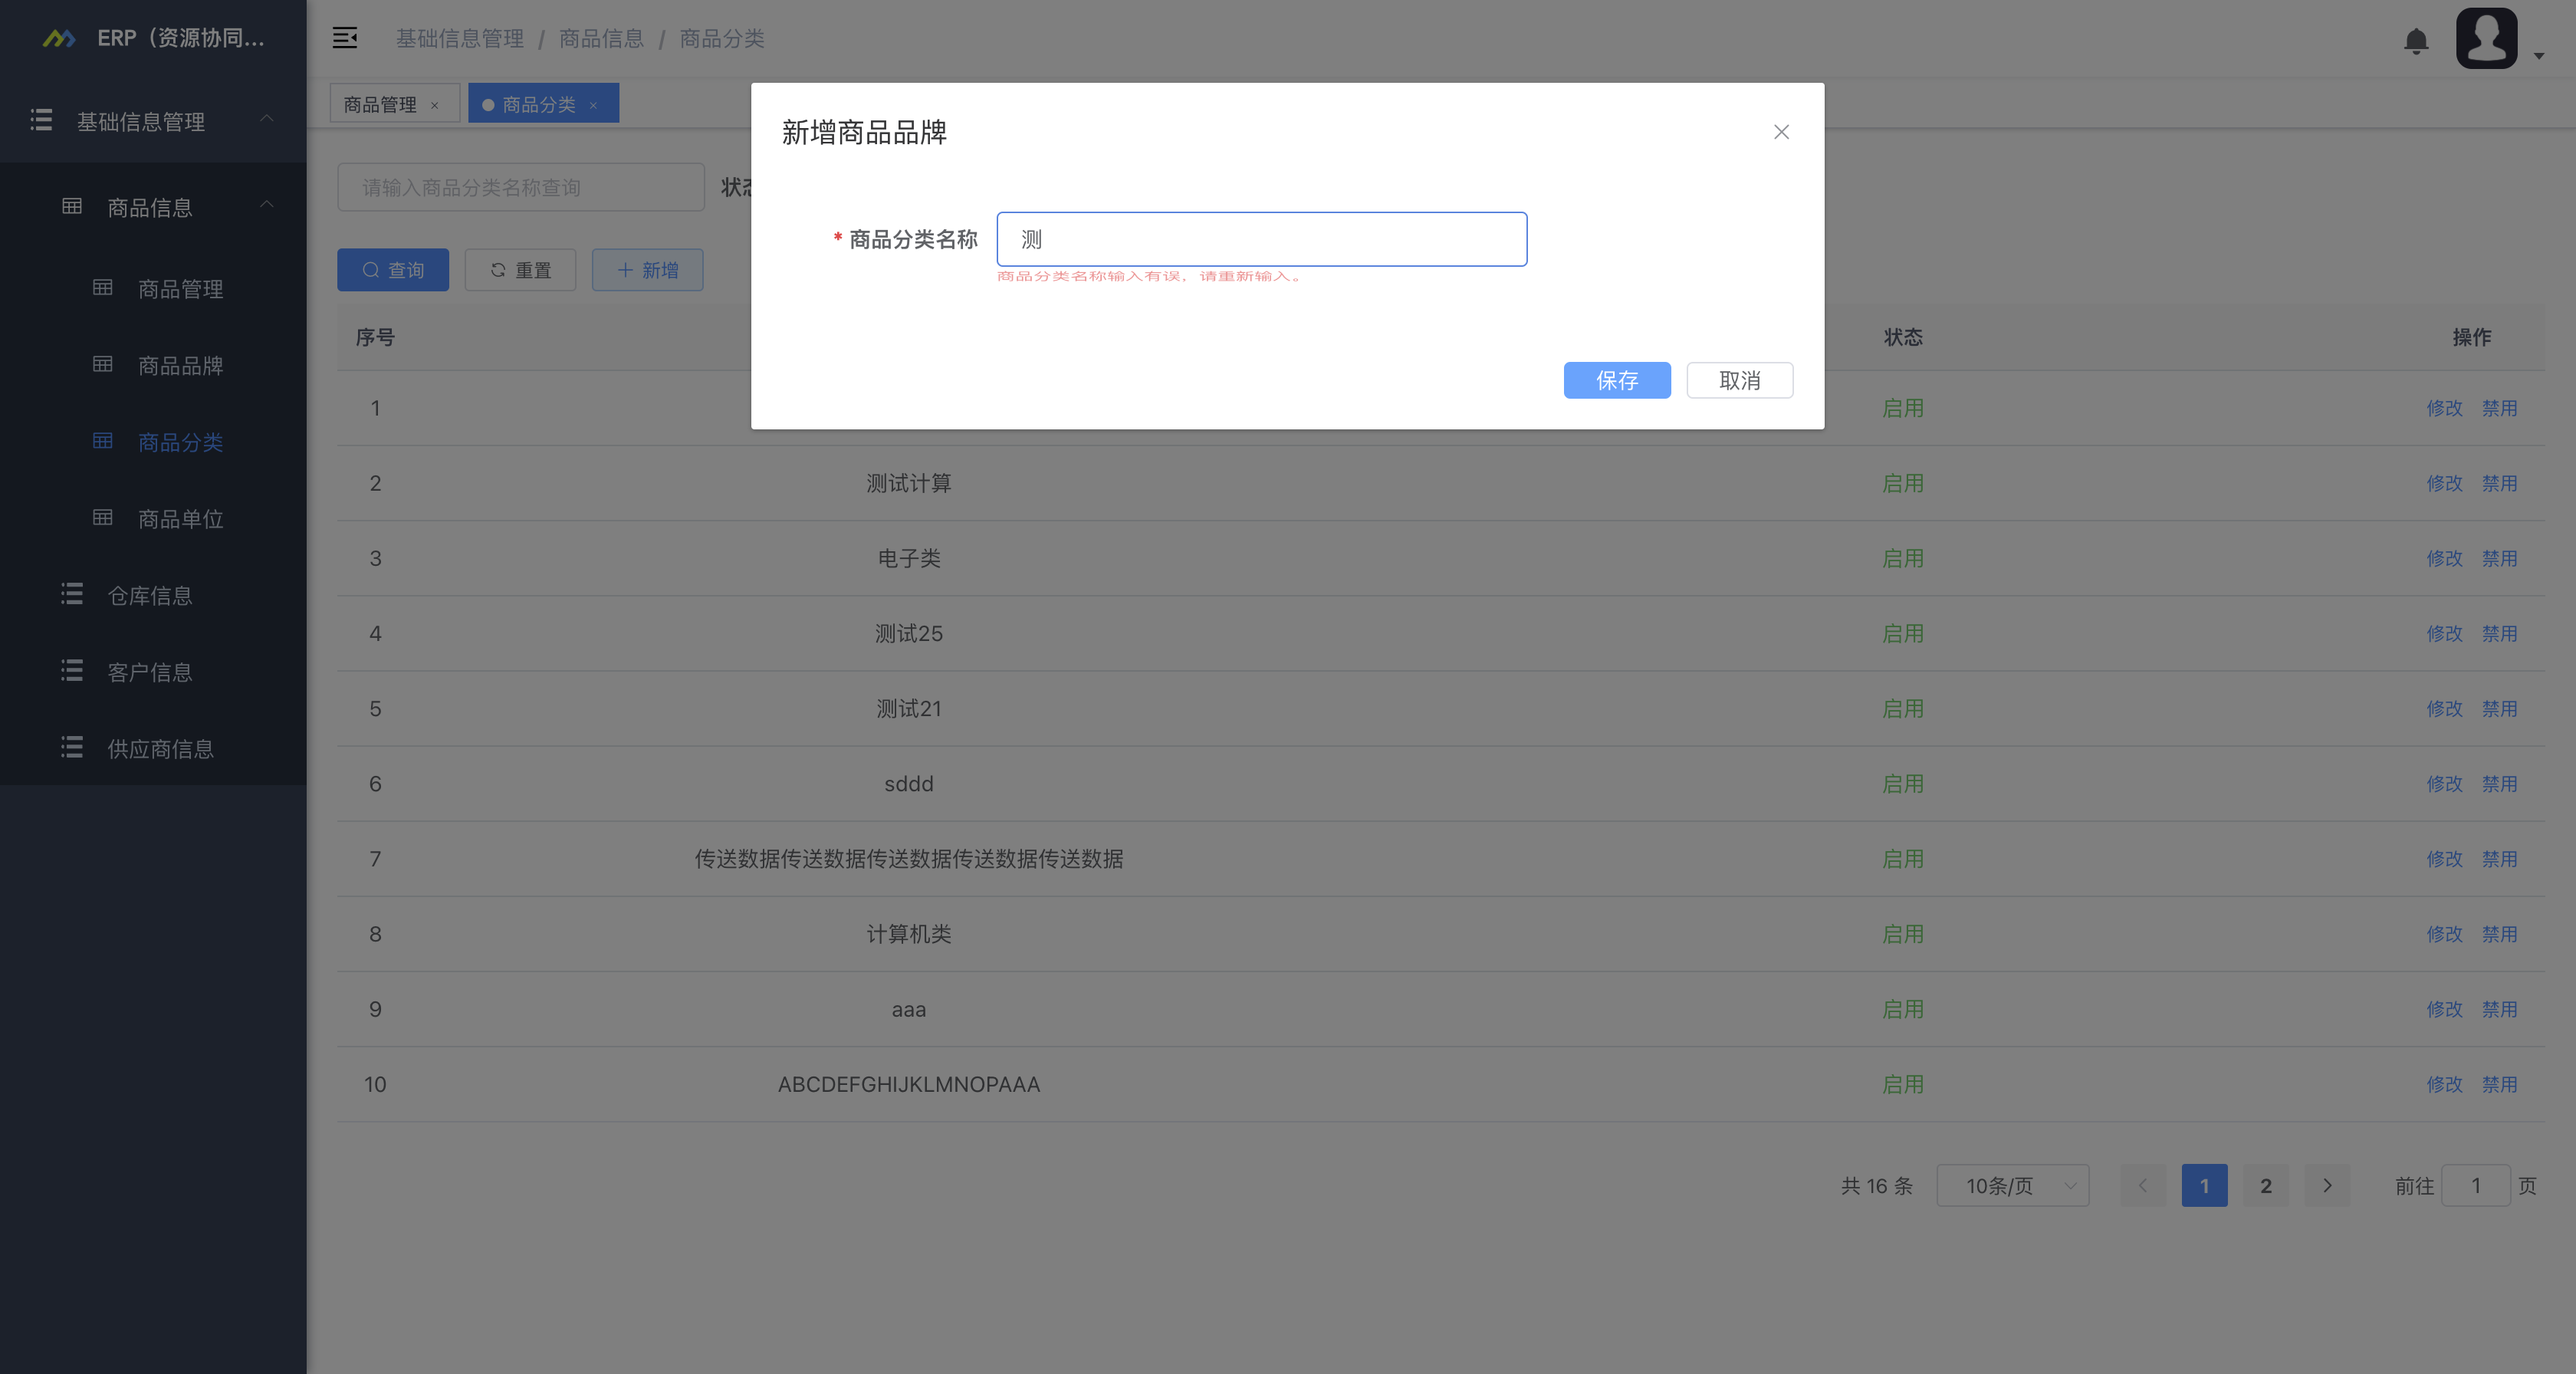 ERP（资源协同...
基础信息管理 / 商品信息 / 商品分类
基础信息管理
商品信息
商品管理
商品品牌
商品分类
商品单位
仓库信息
客户信息
供应商信息
商品管理 × 商品分类 ×
请输入商品分类名称查询
查询 重置 新增
新增商品品牌
* 商品分类名称 测
商品分类名称输入有误，请重新输入。
保存 取消
序号 状态 操作
1 启用 修改 禁用
2 测试计算 启用 修改 禁用
3 电子类 启用 修改 禁用
4 测试25 启用 修改 禁用
5 测试21 启用 修改 禁用
6 sddd 启用 修改 禁用
7 传送数据传送数据传送数据传送数据传送数据 启用 修改 禁用
8 计算机类 启用 修改 禁用
9 aaa 启用 修改 禁用
10 ABCDEFGHIJKLMNOPAAA 启用 修改 禁用
共 16 条 10条/页 1 2 前往 1 页